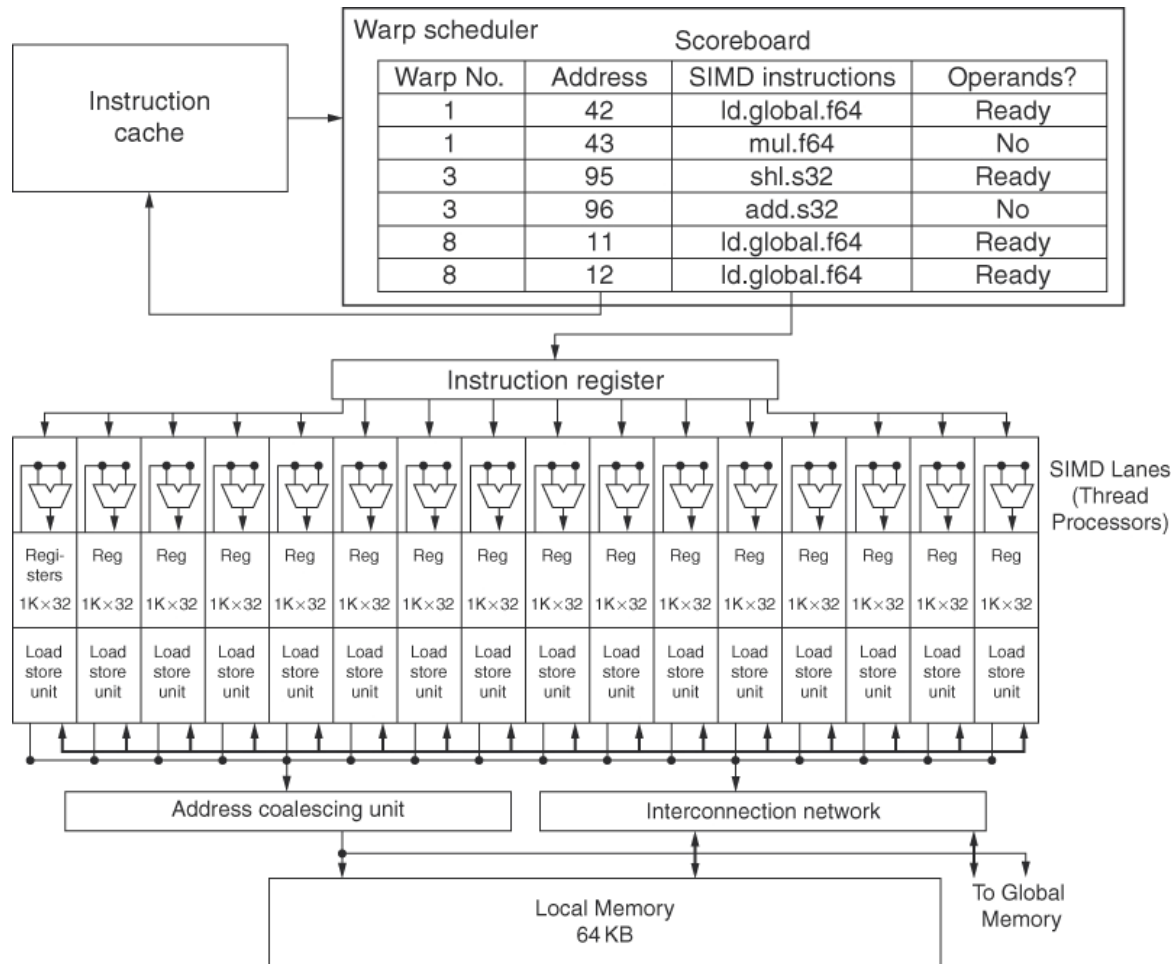 Warp scheduler
Scoreboard
Instruction
cache
Warp No. Address SIMD instructions Operands?
1 42 ld.global.f64 Ready
1 43 mul.f64 No
3 95 shl.s32 Ready
3 96 add.s32 No
8 11 ld.global.f64 Ready
8 12 ld.global.f64 Ready
Instruction register
SIMD Lanes
(Thread
Processors)
Regi- Reg Reg Reg Reg Reg Reg Reg Reg Reg Reg Reg Reg Reg Reg Reg
sters
1K×32 1K×32 1K×32 1K×32 1K×32 1K×32 1K×32 1K×32 1K×32 1K×32 1K×32 1K×32 1K×32 1K×32 1K×32 1K×32
Load Load Load Load Load Load Load Load Load Load Load Load Load Load Load Load
store store store store store store store store store store store store store store store store
unit unit unit unit unit unit unit unit unit unit unit unit unit unit unit unit
Address coalescing unit
Interconnection network
Local Memory
64 KB
To Global
Memory